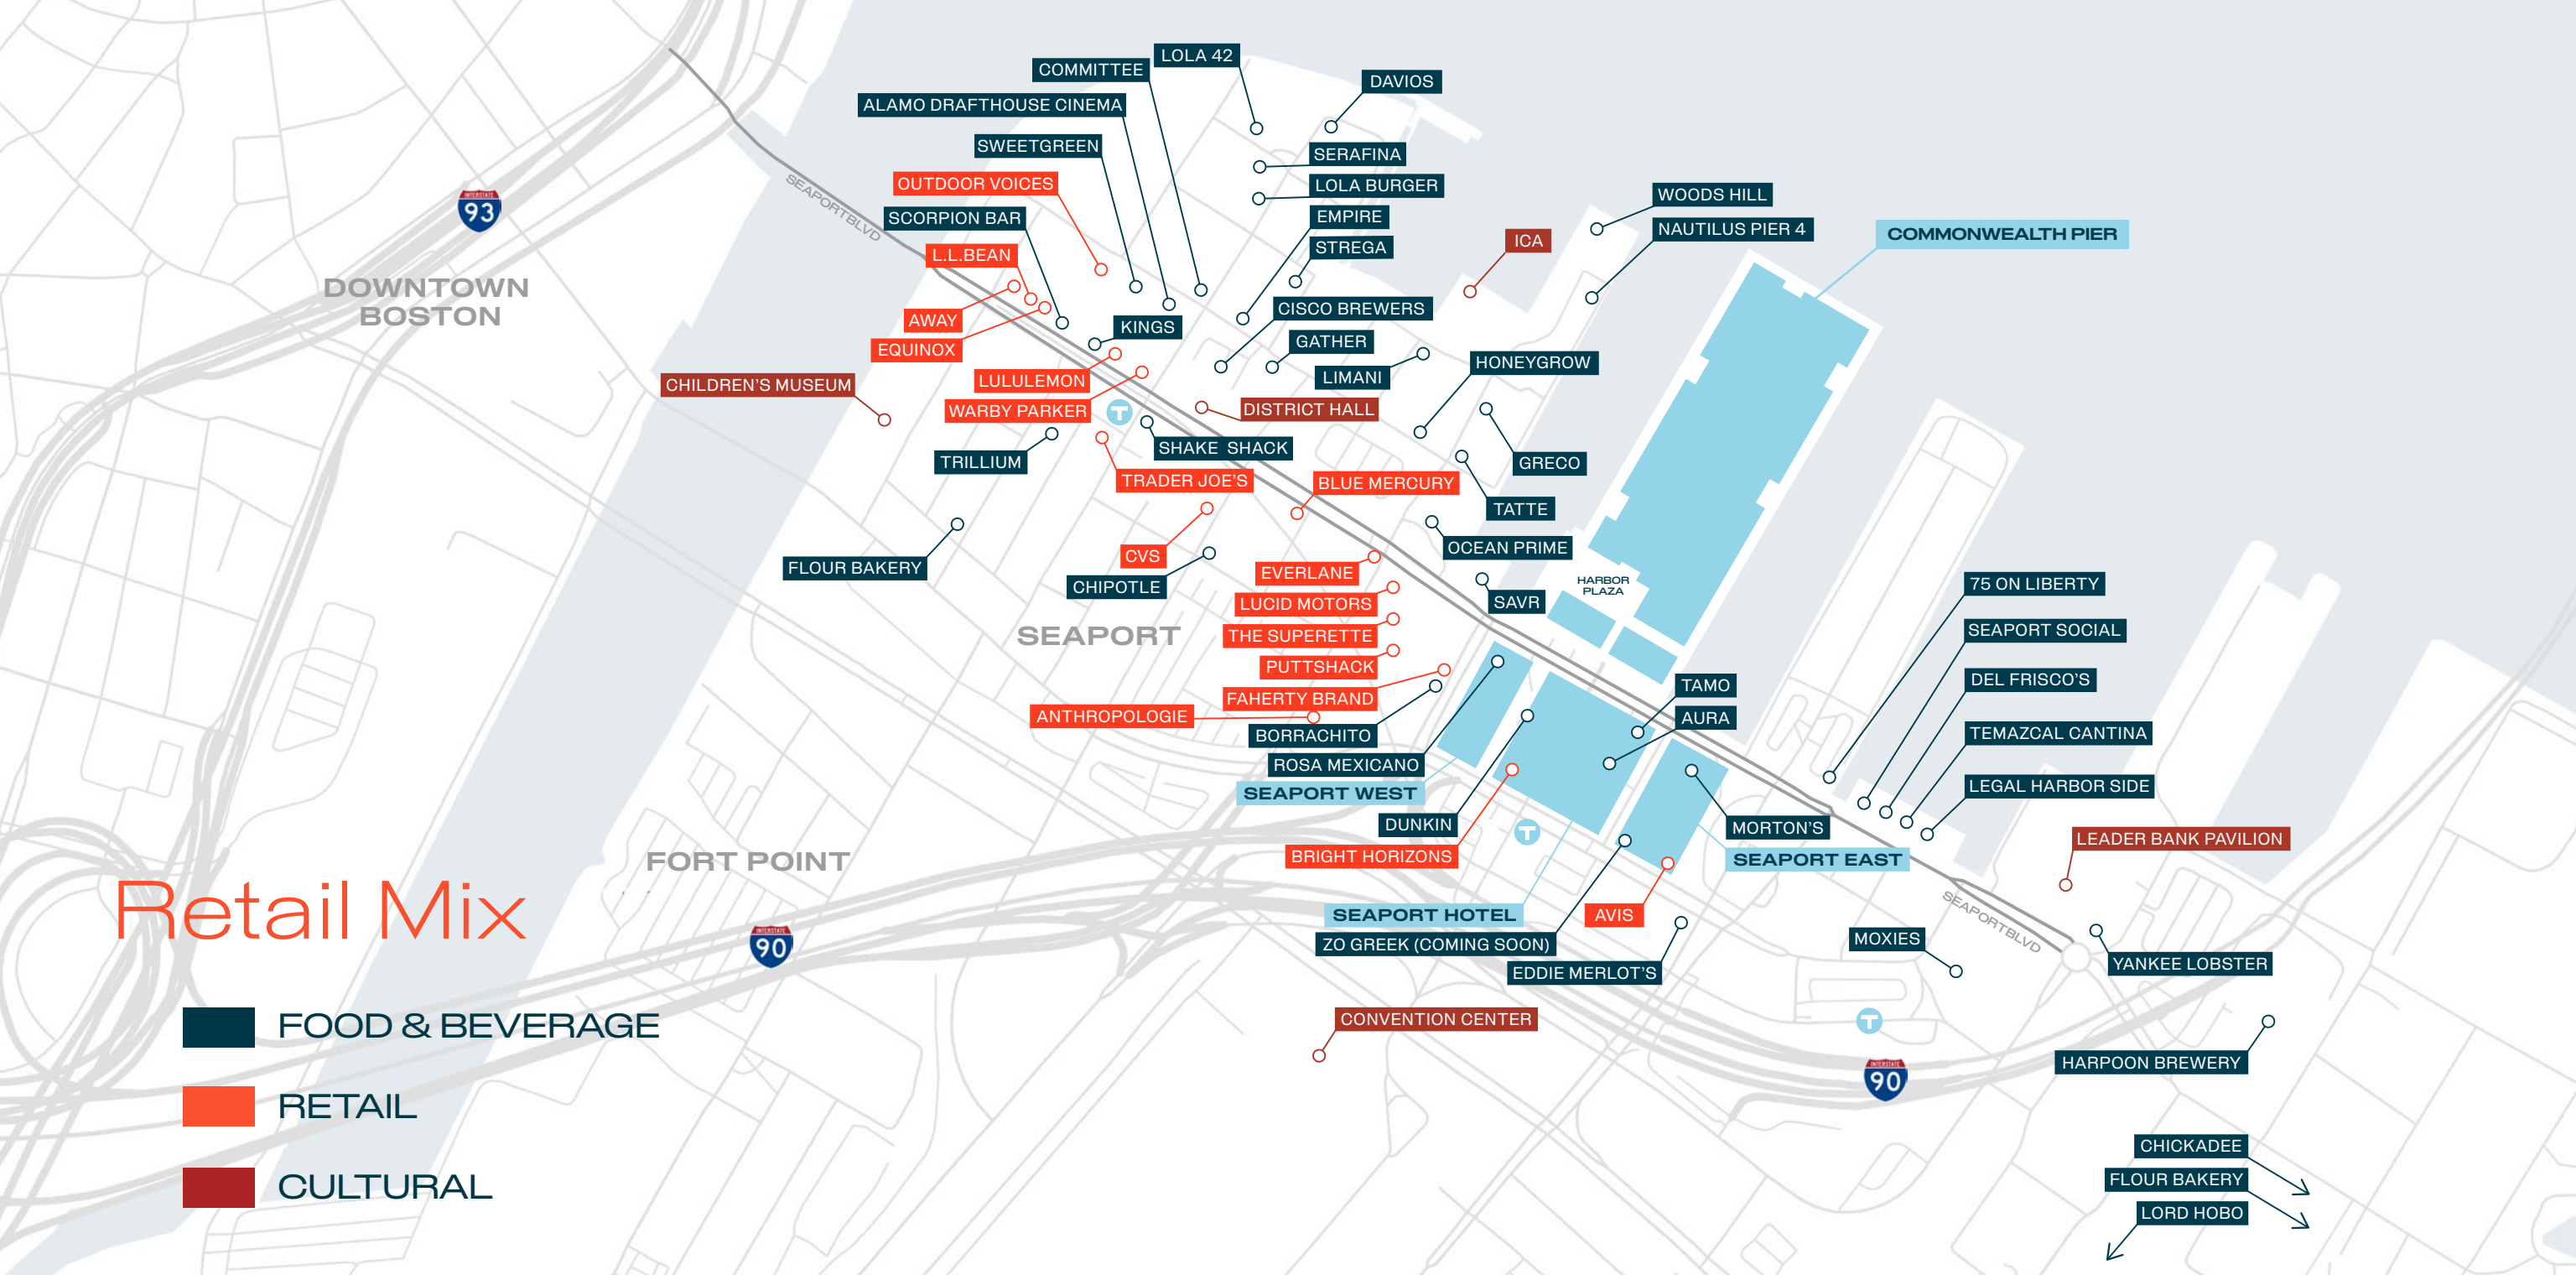 LOLA 42
COMMITTEE
DAVIOS
ALAMO DRAFTHOUSE CINEMA
SWEETGREEN
SERAFINA
OUTDOOR VOICES
LOLA BURGER
WOODS HILL
SCORPION BAR
EMPIRE
NAUTILUS PIER 4
COMMONWEALTH PIER
STREGA
ICA
L.L.BEAN
SEAPORTBLVD
INTERSTATE
93
DOWNTOWN
BOSTON
AWAY
CISCO BREWERS
KINGS
EQUINOX
GATHER
HONEYGROW
LULULEMON
LIMANI
CHILDREN'S MUSEUM
WARBY PARKER
T
DISTRICT HALL
SHAKE SHACK
TRILLIUM
GRECO
TRADER JOE'S
BLUE MERCURY
TATTE
OCEAN PRIME
CVS
FLOUR BAKERY
EVERLANE
CHIPOTLE
HARBOR
PLAZA
75 ON LIBERTY
LUCID MOTORS
SAVR
SEAPORT
THE SUPERETTE
SEAPORT SOCIAL
PUTTSHACK
DEL FRISCO'S
TAMO
FAHERTY BRAND
ANTHROPOLOGIE
AURA
BORRACHITO
TEMAZCAL CANTINA
ROSA MEXICANO
SEAPORT WEST
LEGAL HARBOR SIDE
DUNKIN
T
MORTON'S
LEADER BANK PAVILION
BRIGHT HORIZONS
SEAPORT EAST
FORT POINT
Retail Mix
SEAPORT HOTEL
AVIS
SEAPORTBLVD
INTERSTATE
90
ZO GREEK (COMING SOON)
MOXIES
EDDIE MERLOT'S
YANKEE LOBSTER
CONVENTION CENTER
T
FOOD & BEVERAGE
HARPOON BREWERY
INTERSTATE
90
RETAIL
CHICKADEE
FLOUR BAKERY
CULTURAL
LORD HOBO